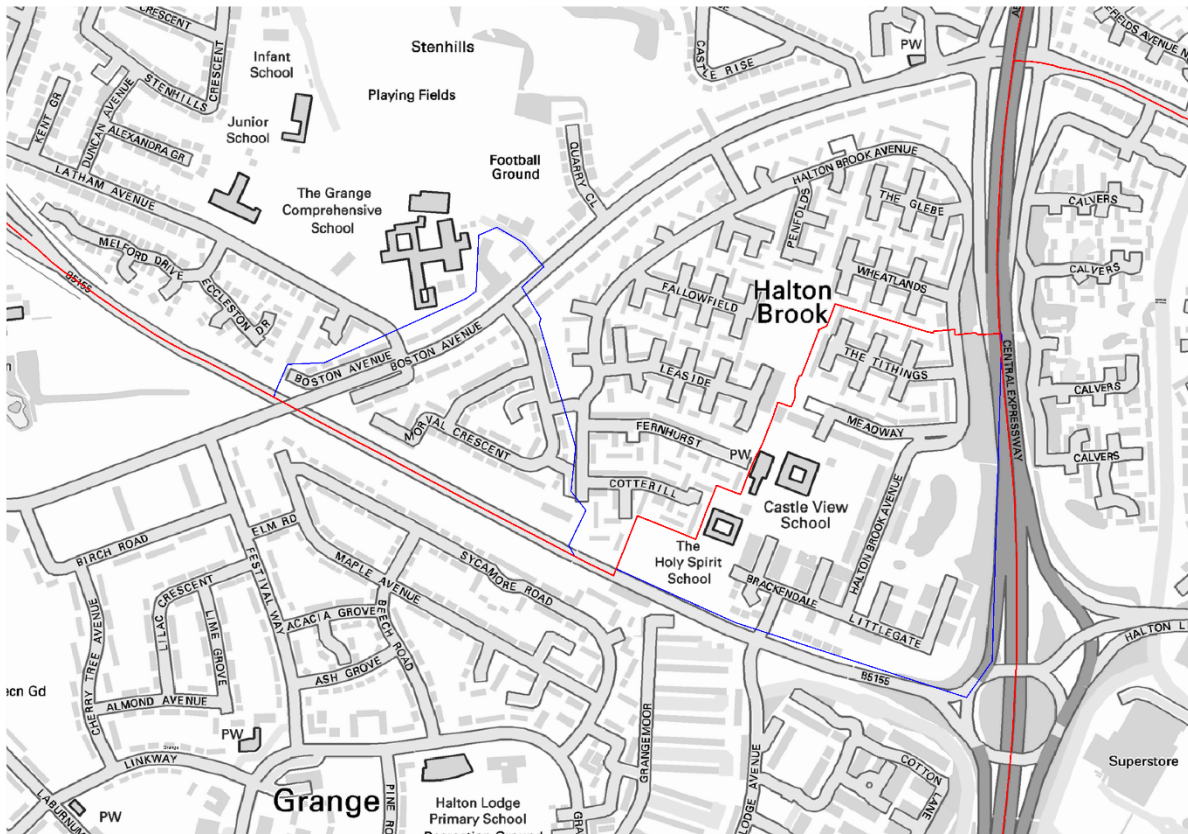 CRESCENT
Stenhills
Infant
School
STENHILLS
CRESCENT
CASTLE RISE
PW
KENT GR
DUNCAN AVENUE
ALEXANDRA GR
Playing Fields
Junior
School
LATHAM AVENUE
Football
Ground
QUARRY CL
HALTON BROOK AVENUE
The Grange
Comprehensive
School
PENFOLDS
THE GLEBE
CALVERS
MELFORD DRIVE
ECCLESTON DR
B5155
WHEATLANDS
CALVERS
FALLOWFIELD
Halton
Brook
BOSTON AVENUE
BOSTON AVENUE
THE TITHINGS
CENTRAL EXPRESSWAY
LEASIDE
CALVERS
MORVAL CRESCENT
FERNHURST
MEADWAY
PW
CALVERS
COTTERILL
Castle View
School
HALTON BROOK AVENUE
The
Holy Spirit
School
BIRCH ROAD
ELM RD
FESTIVAL WAY
MAPLE AVENUE
SYCAMORE ROAD
BRACKENDALE
LITTLEGATE
LILAC CRESCENT
LIME GROVE
ACACIA GROVE
BEECH ROAD
CHERRY TREE AVENUE
ASH GROVE
B5155
ALMOND AVENUE
GRANGEMOOR
PW
LINKWAY
Grange
PINE
Halton Lodge
Primary School
LODGE AVENUE
COTTON LANE
Superstore
LABURNUM
PW